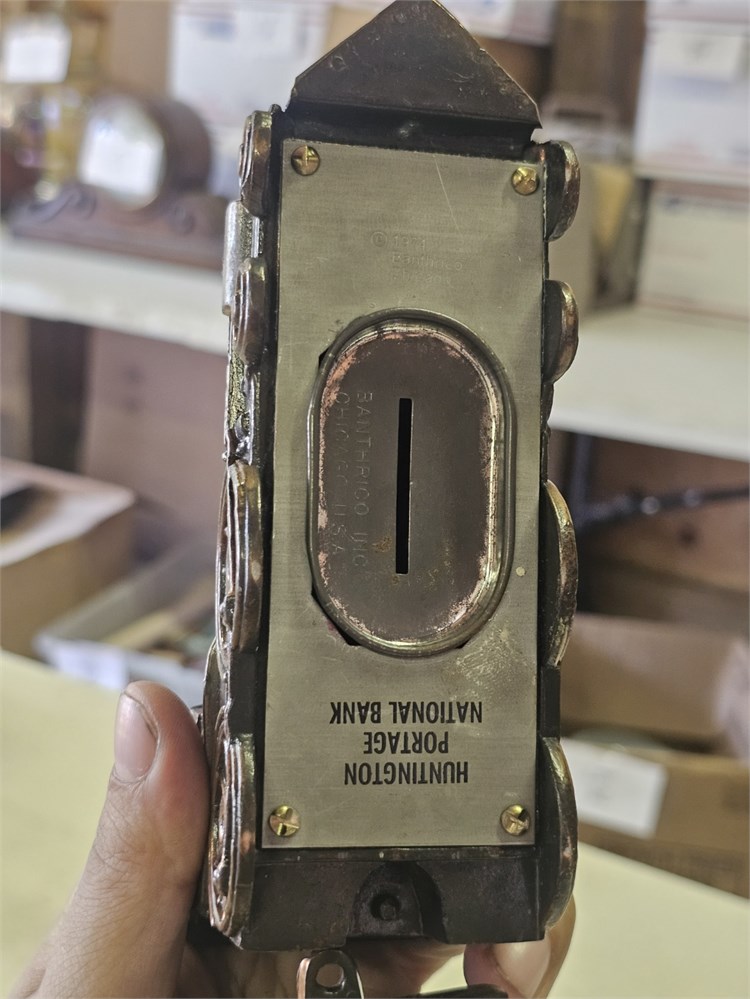 BANTHRICO INC
CHICAGO U.S.A.
HUNTINGTON
PORTAGE
NATIONAL BANK